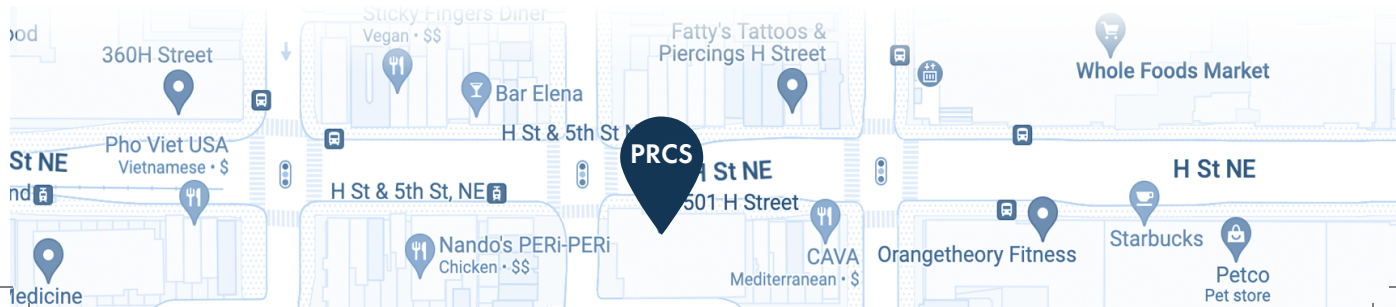 Sticky Fingers Diner
Vegan • $$
ood
360H Street
Bar Elena
Fatty's Tattoos &
Piercings H Street
Whole Foods Market
H St & 5th St N
Pho Viet USA
Vietnamese • $
PRCS
St NE
H St NE
H St NE
nd
H St & 5th St, NE
501 H Street
Nando's PERi-PERi
Chicken • $$
CAVA
Mediterranean • $
Orangetheory Fitness
Starbucks
Petco
Pet store
edicine